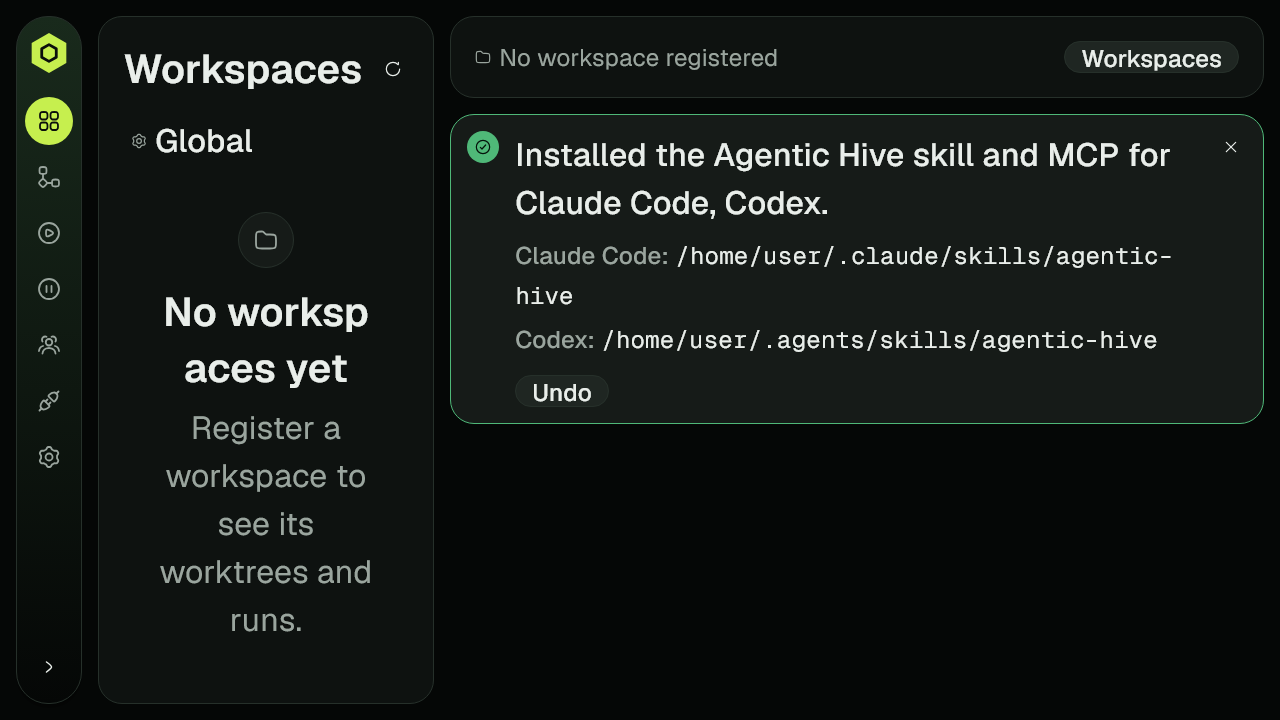 Workspaces
Global
No worksp
aces yet
Register a
workspace to
see its
worktrees and
runs.
No workspace registered
Workspaces
Installed the Agentic Hive skill and MCP for
Claude Code, Codex.
Claude Code: /home/user/.claude/skills/agentic-
hive
Codex: /home/user/.agents/skills/agentic-hive
Undo